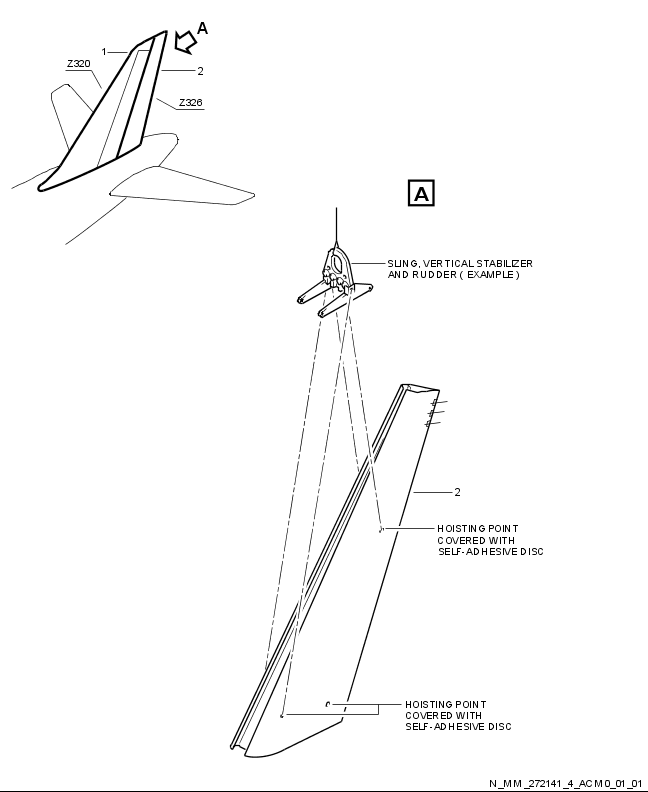 A
1
Z320
2
Z326
A
SLING, VERTICAL STABILIZER
AND RUDDER ( EXAMPLE )
2
HOISTING POINT
COVERED WITH
SELF-ADHESIVE DISC
HOISTING POINT
COVERED WITH
SELF-ADHESIVE DISC
N_MM_272141_4_ACM0_01_01